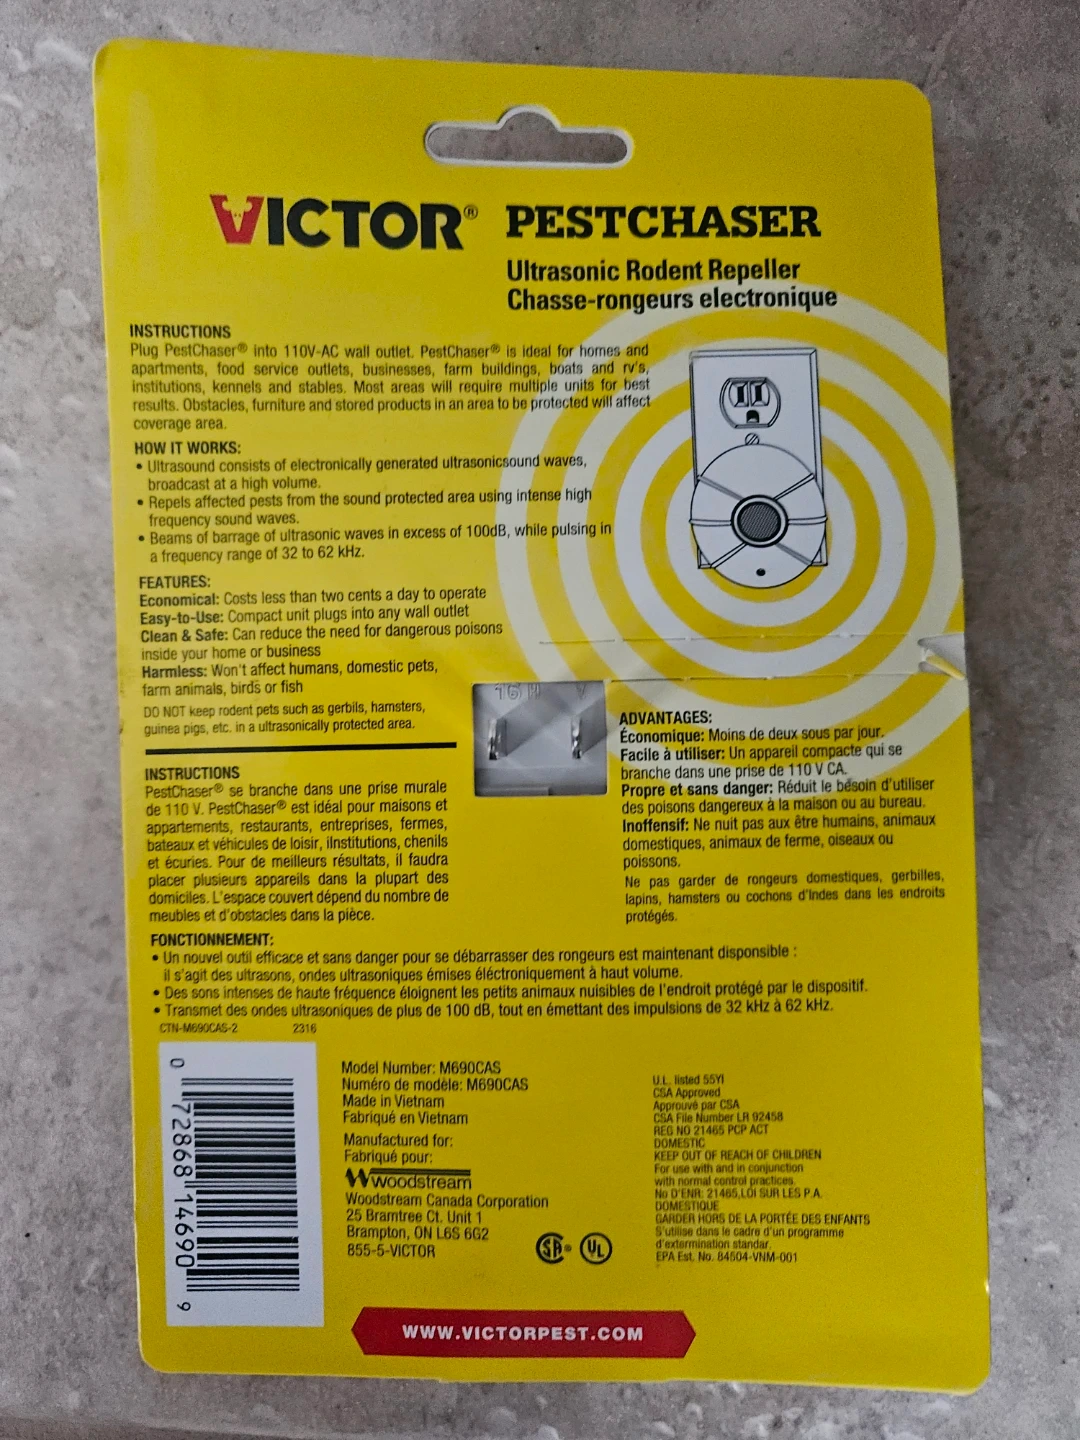 VICTOR® PESTCHASER
Ultrasonic Rodent Repeller
Chasse-rongeurs electronique
INSTRUCTIONS
Plug PestChaser® into 110V-AC wall outlet. PestChaser® is ideal for homes and
apartments, food service outlets, businesses, farm buildings, boats and rv's,
institutions, kennels and stables. Most areas will require multiple units for best
results. Obstacles, furniture and stored products in an area to be protected will affect
coverage area.
HOW IT WORKS:
• Ultrasound consists of electronically generated ultrasonicsound waves,
broadcast at a high volume.
• Repels affected pests from the sound protected area using intense high
frequency sound waves.
• Beams of barrage of ultrasonic waves in excess of 100dB, while pulsing in
a frequency range of 32 to 62 kHz.
FEATURES:
Economical: Costs less than two cents a day to operate
Easy-to-Use: Compact unit plugs into any wall outlet
Clean & Safe: Can reduce the need for dangerous poisons
inside your home or business
Harmless: Won't affect humans, domestic pets,
farm animals, birds or fish
DO NOT keep rodent pets such as gerbils, hamsters,
guinea pigs, etc. in a ultrasonically protected area.
INSTRUCTIONS
PestChaser® se branche dans une prise murale
de 110 V. PestChaser® est idéal pour maisons et
appartements, restaurants, entreprises, fermes,
bateaux et véhicules de loisir, iInstitutions, chenils
et écuries. Pour de meilleurs résultats, il faudra
placer plusieurs appareils dans la plupart des
domiciles. L'espace couvert dépend du nombre de
meubles et d'obstacles dans la pièce.
ADVANTAGES:
Économique: Moins de deux sous par jour.
Facile à utiliser: Un appareil compacte qui se
branche dans une prise de 110 V CA.
Propre et sans danger: Réduit le besoin d'utiliser
des poisons dangereux à la maison ou au bureau.
Inoffensif: Ne nuit pas aux être humains, animaux
domestiques, animaux de ferme, oiseaux ou
poissons.
Ne pas garder de rongeurs domestiques, gerbilles,
lapins, hamsters ou cochons d'Indes dans les endroits
protégés.
FONCTIONNEMENT:
• Un nouvel outil efficace et sans danger pour se débarrasser des rongeurs est maintenant disponible :
il s'agit des ultrasons, ondes ultrasoniques émises éléctroniquement à haut volume.
• Des sons intenses de haute fréquence éloignent les petits animaux nuisibles de l'endroit protégé par le dispositif.
• Transmet des ondes ultrasoniques de plus de 100 dB, tout en émettant des impulsions de 32 kHz à 62 kHz.
CTN-M690CAS-2 2316
0 72868 14690 9
Model Number: M690CAS
Numéro de modèle: M690CAS
Made in Vietnam
Fabriqué en Vietnam
Manufactured for:
Fabriqué pour:
Woodstream
Woodstream Canada Corporation
25 Bramtree Ct. Unit 1
Brampton, ON L6S 6G2
855-5-VICTOR
SA® UL
U.L. listed 55YI
CSA Approved
Approuvé par CSA
CSA File Number LR 92458
REG NO 21465 PCP ACT
DOMESTIC
KEEP OUT OF REACH OF CHILDREN
For use with and in conjunction
with normal control practices.
No D'ENR: 21465,LOI SUR LES P.A.
DOMESTIQUE
GARDER HORS DE LA PORTÉE DES ENFANTS
S'utilise dans le cadre d'un programme
d'extermination standar.
EPA Est. No. 84504-VNM-001
WWW.VICTORPEST.COM